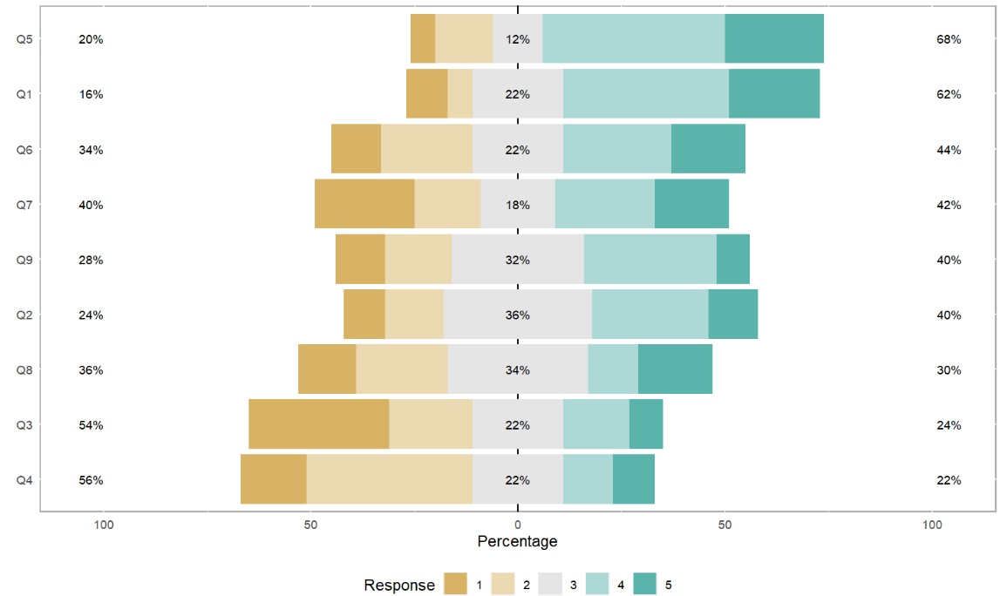 Q5 20% 12% 68%
Q1 16% 22% 62%
Q6 34% 22% 44%
Q7 40% 18% 42%
Q9 28% 32% 40%
Q2 24% 36% 40%
Q8 36% 34% 30%
Q3 54% 22% 24%
Q4 56% 22% 22%
100 50 0 50 100
Percentage
Response 1 2 3 4 5